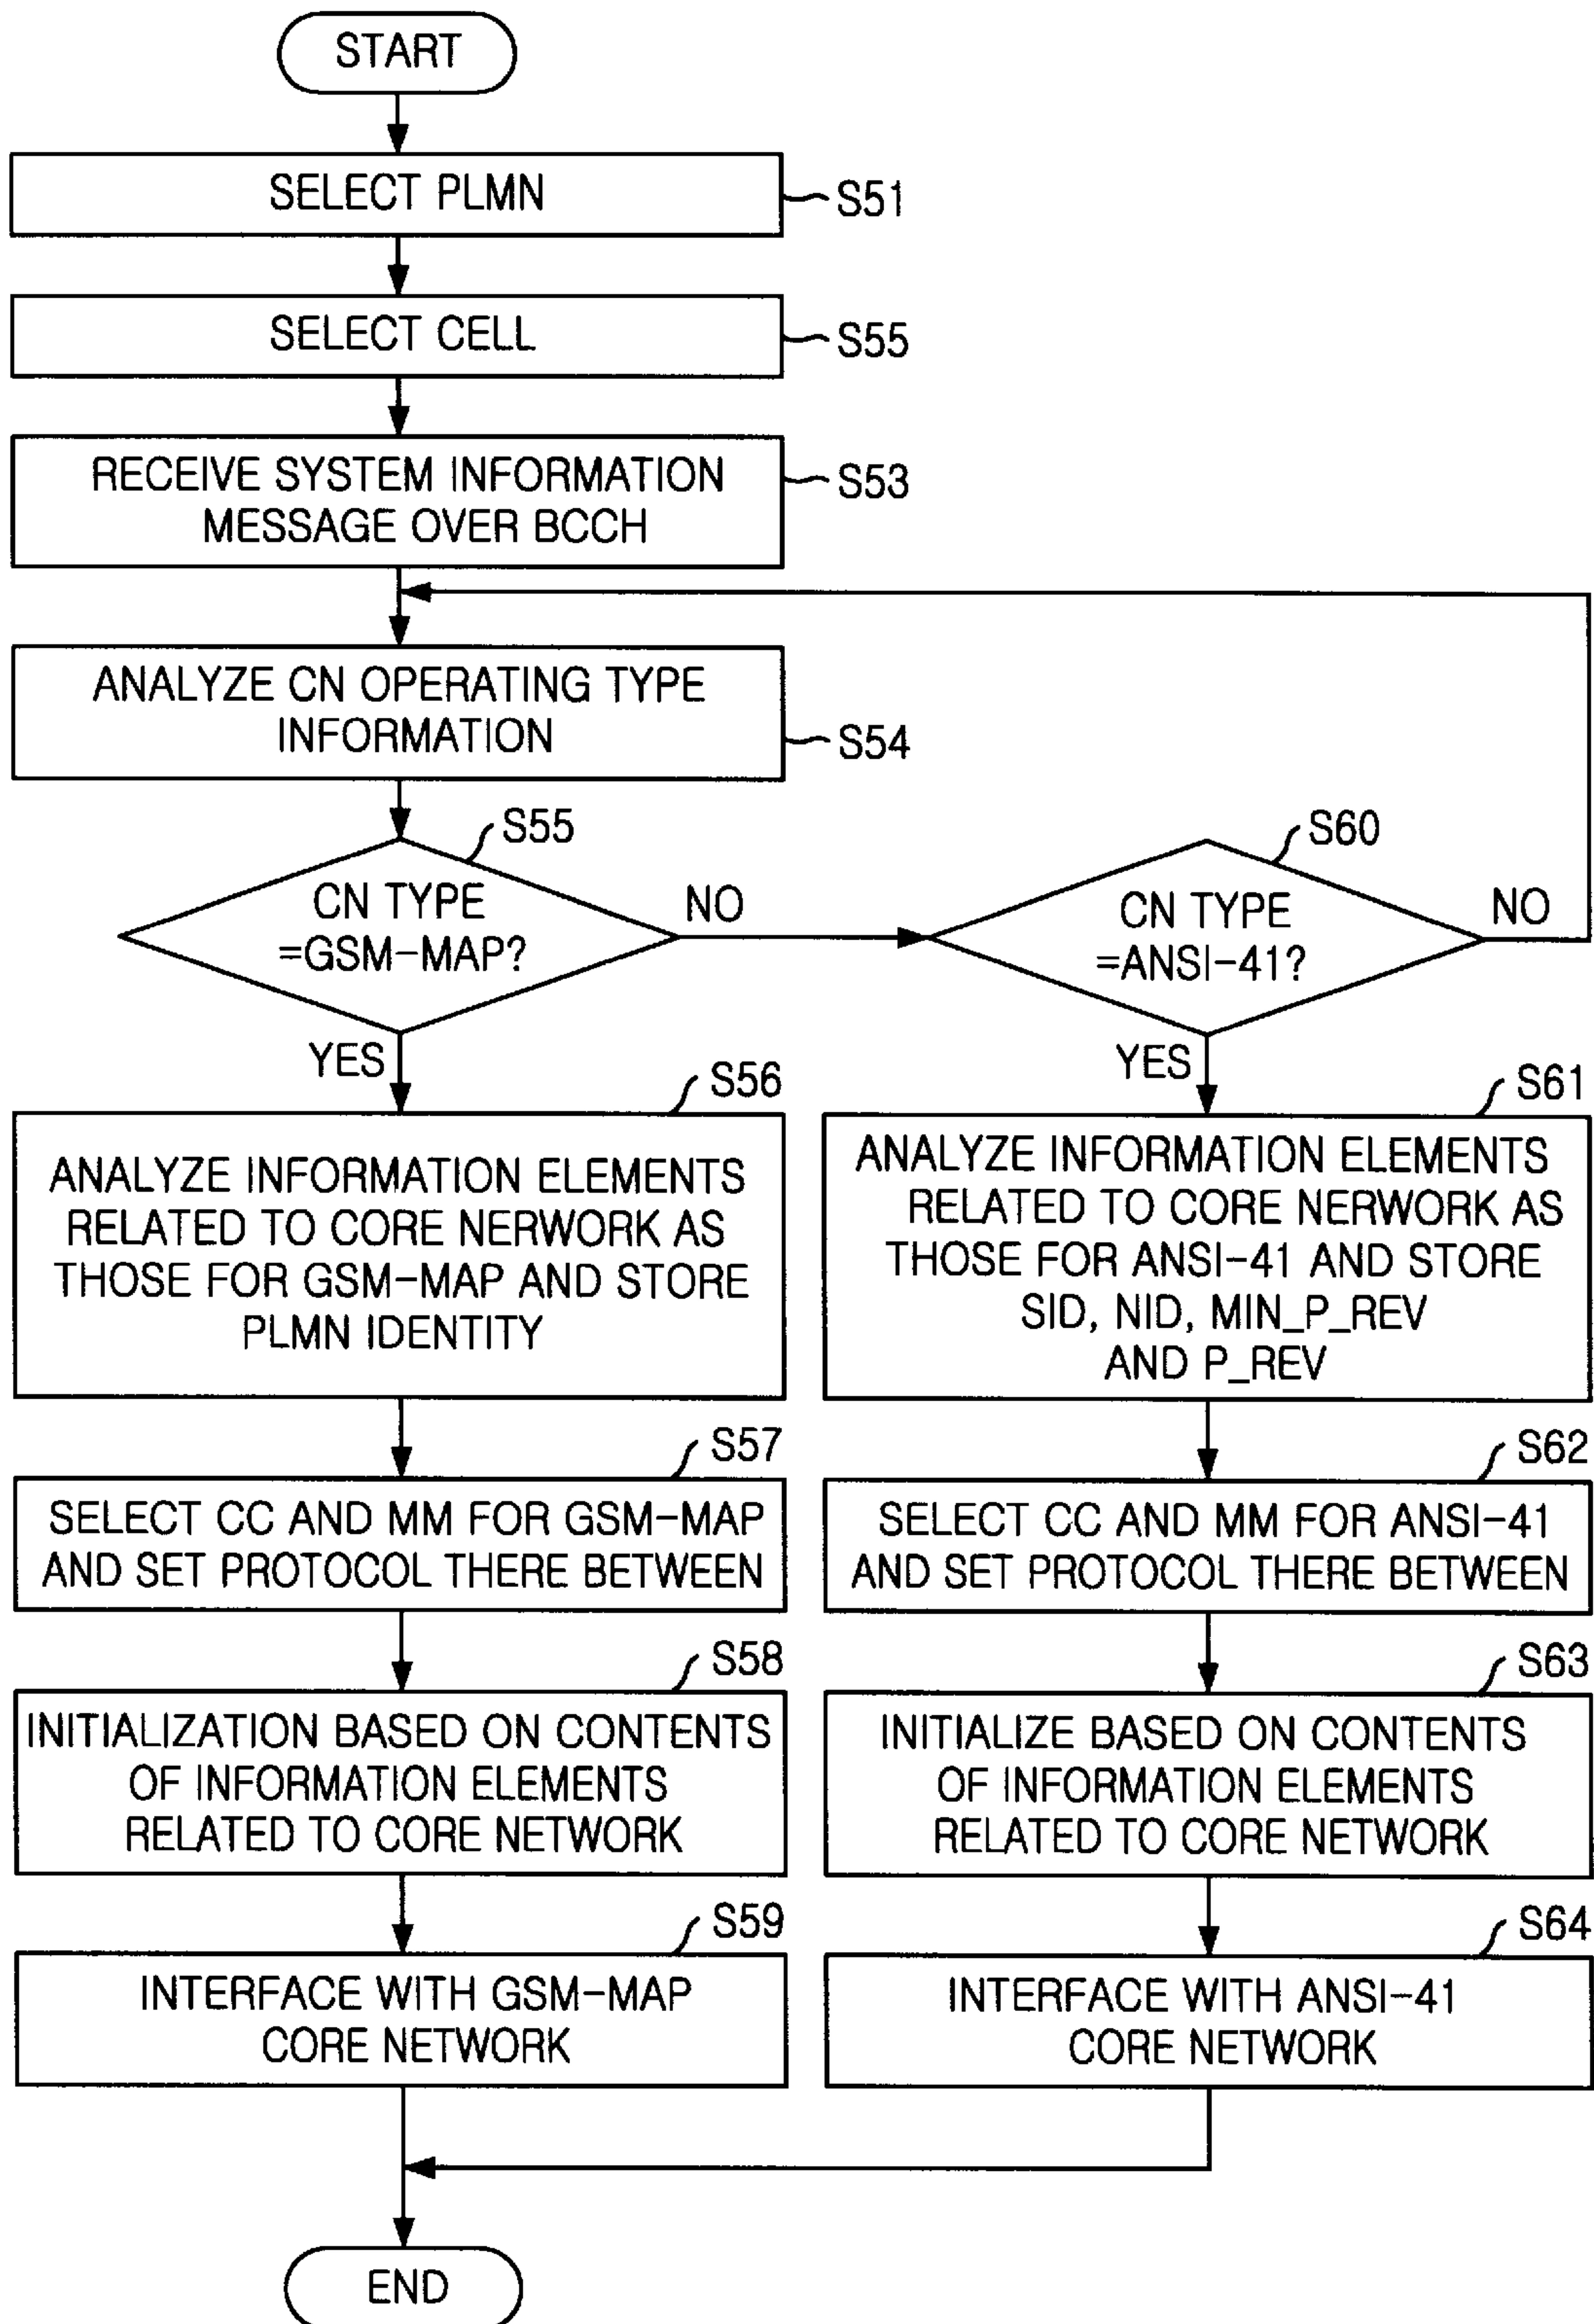 START
SELECT PLMN
S51
SELECT CELL
S55
RECEIVE SYSTEM INFORMATION
MESSAGE OVER BCCH
S53
ANALYZE CN OPERATING TYPE
INFORMATION
S54
S55
CN TYPE
=GSM-MAP?
NO
YES
S60
CN TYPE
=ANSI-41?
NO
YES
S56
ANALYZE INFORMATION ELEMENTS
RELATED TO CORE NERWORK AS
THOSE FOR GSM-MAP AND STORE
PLMN IDENTITY
S61
ANALYZE INFORMATION ELEMENTS
RELATED TO CORE NERWORK AS
THOSE FOR ANSI-41 AND STORE
SID, NID, MIN_P_REV
AND P_REV
S57
SELECT CC AND MM FOR GSM-MAP
AND SET PROTOCOL THERE BETWEEN
S62
SELECT CC AND MM FOR ANSI-41
AND SET PROTOCOL THERE BETWEEN
S58
INITIALIZATION BASED ON CONTENTS
OF INFORMATION ELEMENTS
RELATED TO CORE NETWORK
S63
INITIALIZE BASED ON CONTENTS
OF INFORMATION ELEMENTS
RELATED TO CORE NETWORK
S59
INTERFACE WITH GSM-MAP
CORE NETWORK
S64
INTERFACE WITH ANSI-41
CORE NETWORK
END